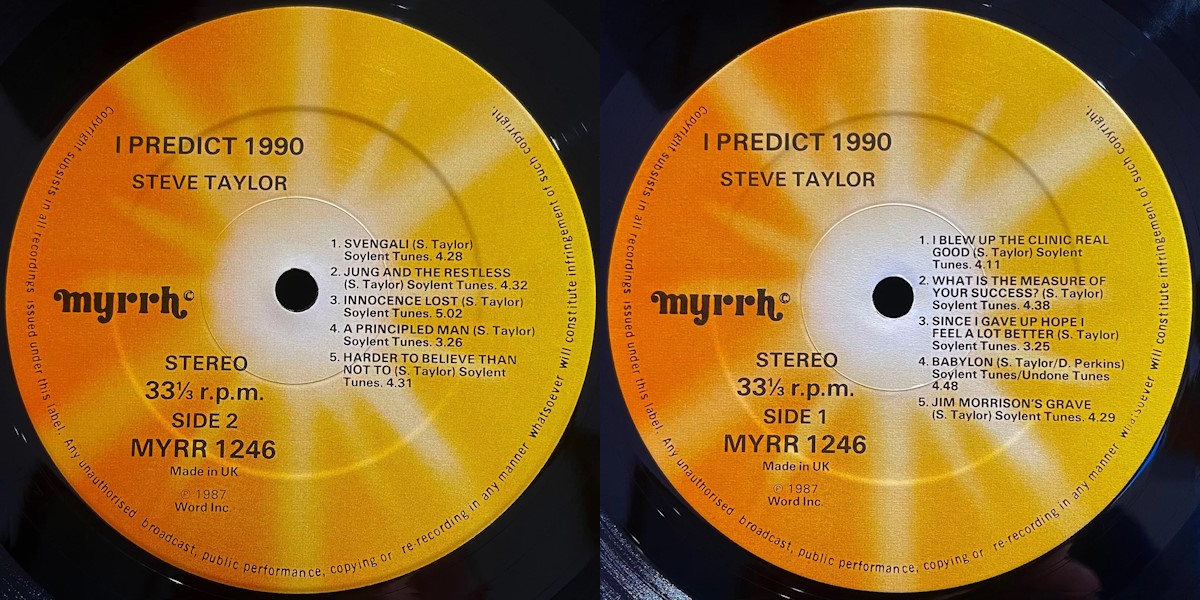 I PREDICT 1990
STEVE TAYLOR
1. SVENGALI (S. Taylor)
Soylent Tunes. 4.28
2. JUNG AND THE RESTLESS
(S. Taylor) Soylent Tunes. 4.32
3. INNOCENCE LOST (S. Taylor)
Soylent Tunes. 5.02
4. A PRINCIPLED MAN (S. Taylor)
Soylent Tunes. 3.26
5. HARDER TO BELIEVE THAN
NOT TO (S. Taylor) Soylent
Tunes. 4.31
myrrh©
STEREO
33⅓ r.p.m.
SIDE 2
MYRR 1246
Made in UK
℗ 1987
Word Inc.
Copyright subsists in all recordings issued under this label. Any unauthorised broadcast, public performance, copying or re-recording in any manner whatsoever will constitute infringement of such copyright.
I PREDICT 1990
STEVE TAYLOR
1. I BLEW UP THE CLINIC REAL
GOOD (S. Taylor) Soylent
Tunes. 4.11
2. WHAT IS THE MEASURE OF
YOUR SUCCESS? (S. Taylor)
Soylent Tunes. 4.38
3. SINCE I GAVE UP HOPE I
FEEL A LOT BETTER (S. Taylor)
Soylent Tunes. 3.25
4. BABYLON (S. Taylor/D. Perkins)
Soylent Tunes/Undone Tunes
4.48
5. JIM MORRISON'S GRAVE
(S. Taylor) Soylent Tunes. 4.29
myrrh©
STEREO
33⅓ r.p.m.
SIDE 1
MYRR 1246
Made in UK
℗ 1987
Word Inc.
Copyright subsists in all recordings issued under this label. Any unauthorised broadcast, public performance, copying or re-recording in any manner whatsoever will constitute infringement of such copyright.